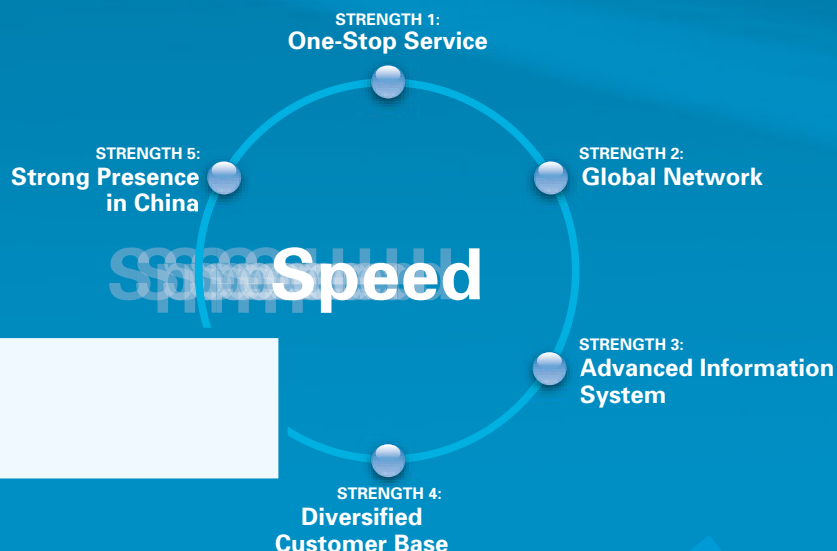 STRENGTH 1:
One-Stop Service
STRENGTH 5:
Strong Presence
in China
STRENGTH 2:
Global Network
Speed
STRENGTH 3:
Advanced Information
System
STRENGTH 4:
Diversified
Customer Base